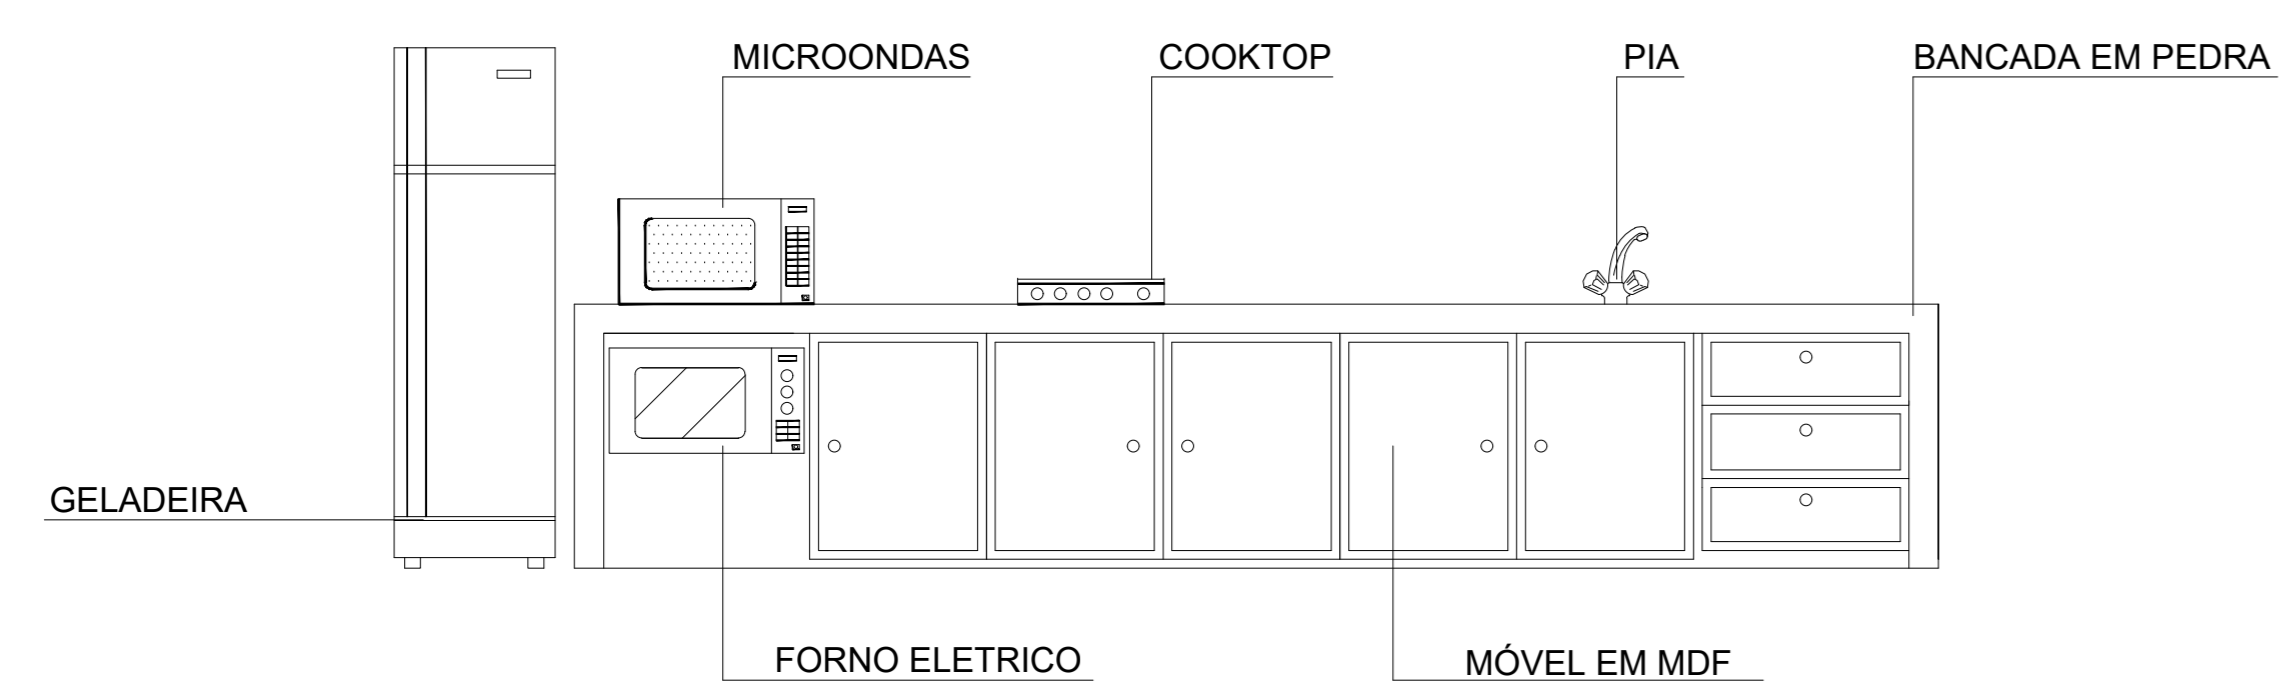 MICROONDAS
COOKTOP
PIA
BANCADA EM PEDRA
GELADEIRA
FORNO ELETRICO
MÓVEL EM MDF